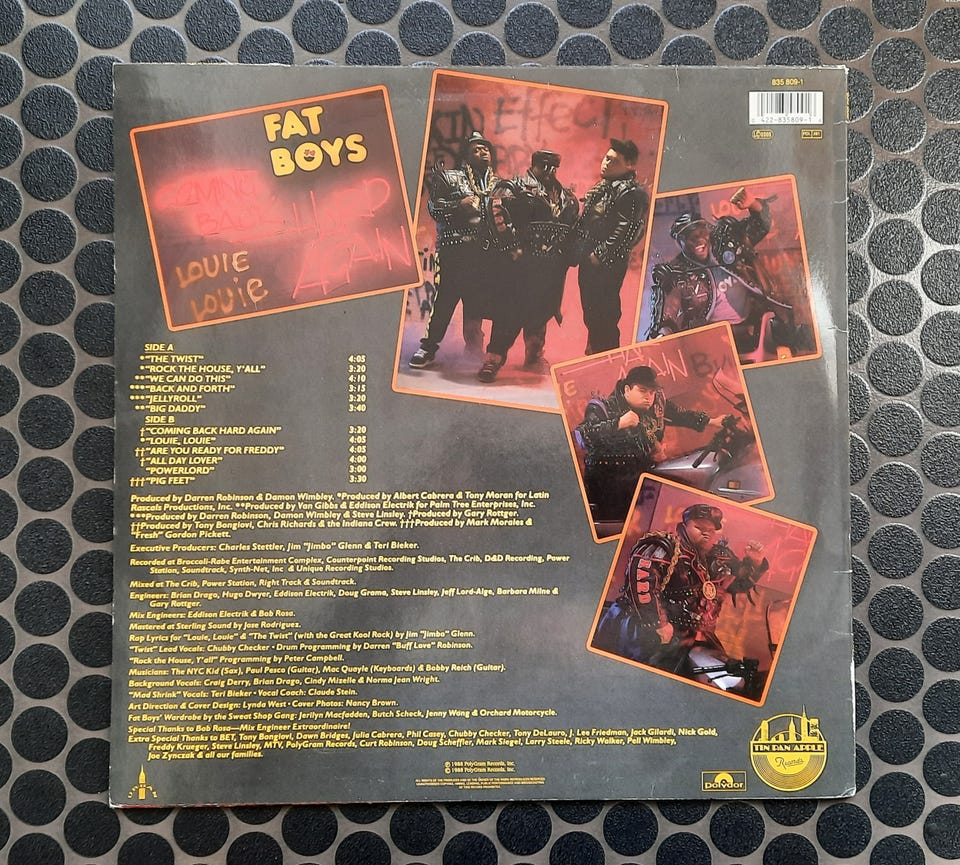 835 809-1
0 422-835809-1
FAT
BOYS
COMING
BACK HARD
AGAIN
LOUIE
LOUIE
SIDE A
*"THE TWIST" 4:05
*"ROCK THE HOUSE, Y'ALL" 3:20
**"WE CAN DO THIS" 4:10
***"BACK AND FORTH" 3:15
***"JELLYROLL" 3:20
**"BIG DADDY" 3:40
SIDE B
†"COMING BACK HARD AGAIN" 3:20
*"LOUIE, LOUIE" 4:05
††"ARE YOU READY FOR FREDDY" 4:05
†"ALL DAY LOVER" 4:00
"POWERLORD" 3:00
†††"PIG FEET" 3:30
Produced by Darren Robinson & Damon Wimbley. *Produced by Albert Cabrera & Tony Moran for Latin
Rascals Productions, Inc. **Produced by Van Gibbs & Eddison Electrik for Palm Tree Enterprises, Inc.
***Produced by Darren Robinson, Damon Wimbley & Steve Linsley. †Produced by Gary Rottger.
††Produced by Tony Bongiovi, Chris Richards & the Indiana Crew. †††Produced by Mark Morales &
"Fresh" Gordon Pickett.
Executive Producers: Charles Stettler, Jim "Jimbo" Glenn & Teri Bieker.
Recorded at Broccoli-Rabe Entertainment Complex, Counterpoint Recording Studios, The Crib, D&D Recording, Power
Station, Soundtrack, Synth-Net, Inc & Unique Recording Studios.
Mixed at The Crib, Power Station, Right Track & Soundtrack.
Engineers: Brian Drago, Hugo Dwyer, Eddison Electrik, Doug Grama, Steve Linsley, Jeff Lord-Alge, Barbara Milne &
Gary Rottger.
Mix Engineers: Eddison Electrik & Bob Rosa.
Mastered at Sterling Sound by Jose Rodriguez.
Rap Lyrics for "Louie, Louie" & "The Twist" (with the Great Kool Rock) by Jim "Jimbo" Glenn.
"Twist" Lead Vocals: Chubby Checker • Drum Programming by Darren "Buff Love" Robinson.
"Rock the House, Y'all" Programming by Peter Campbell.
Musicians: The NYC Kid (Sax), Paul Pesco (Guitar), Mac Quayle (Keyboards) & Bobby Reich (Guitar).
Background Vocals: Craig Derry, Brian Drago, Cindy Mizelle & Norma Jean Wright.
"Mad Shrink" Vocals: Teri Bieker • Vocal Coach: Claude Stein.
Art Direction & Cover Design: Lynda West • Cover Photos: Nancy Brown.
Fat Boys' Wardrobe by the Sweat Shop Gang: Jerilyn Macfadden, Butch Scheck, Jenny Wang & Orchard Motorcycle.
Special Thanks to Bob Rosa—Mix Engineer Extraordinaire!
Extra Special Thanks to BET, Tony Bongiovi, Dawn Bridges, Julia Cabrera, Phil Casey, Chubby Checker, Tony DeLauro, J. Lee Friedman, Jack Gilardi, Nick Gold,
Freddy Krueger, Steve Linsley, MTV, PolyGram Records, Curt Robinson, Doug Scheffler, Mark Siegel, Larry Steele, Ricky Walker, Pell Wimbley,
Joe Zynczak & all our families.
℗ 1988 PolyGram Records, Inc.
© 1988 PolyGram Records, Inc.
TIN PAN APPLE
Records
Polydor
HARD